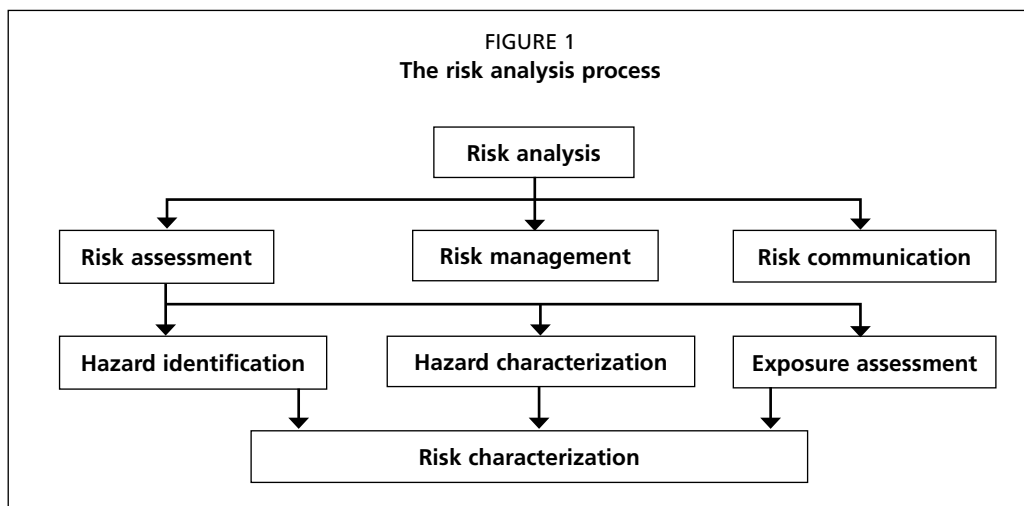 FIGURE 1
The risk analysis process
Risk analysis
Risk assessment
Risk management
Risk communication
Hazard identification
Hazard characterization
Exposure assessment
Risk characterization